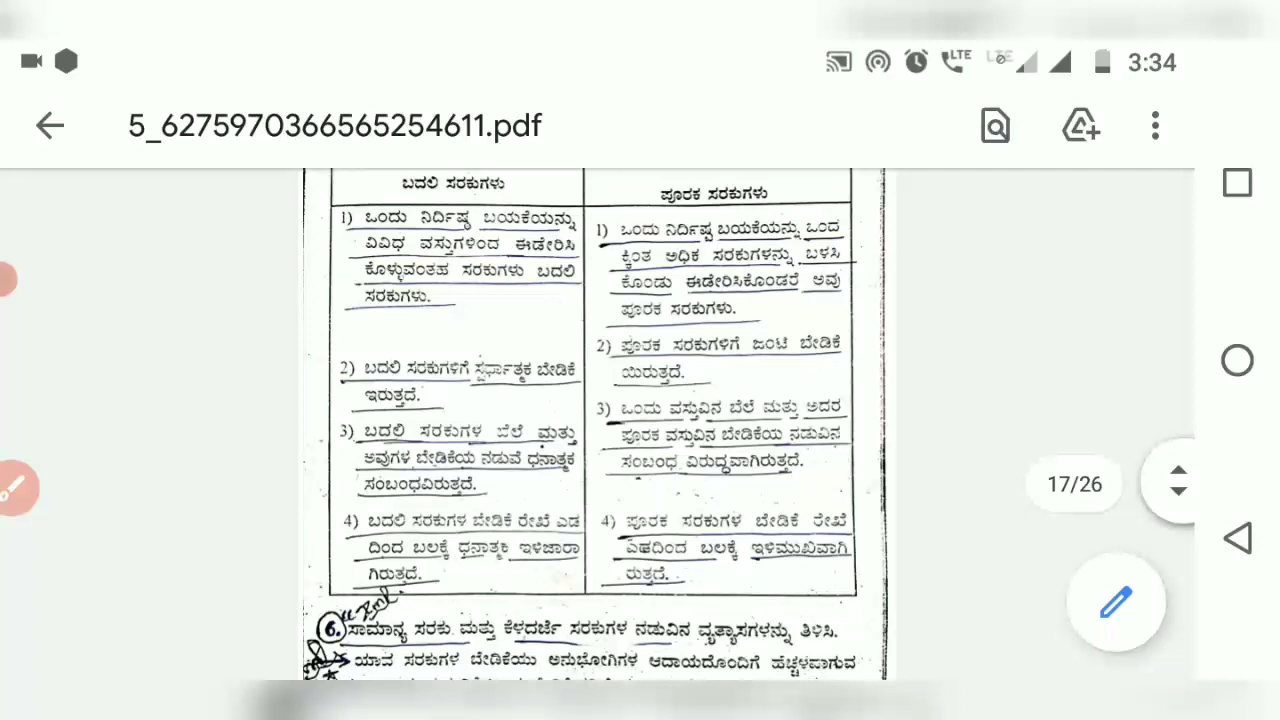 3:34
5_6275970366565254611.pdf
ಬದಲಿ ಸರಕುಗಳು
1) ಒಂದು ನಿರ್ದಿಷ್ಠ ಬಯಕೆಯನ್ನು
ವಿವಿಧ ವಸ್ತುಗಳಿಂದ ಈಡೇರಿಸಿ
ಕೊಳ್ಳುವಂತಹ ಸರಕುಗಳು ಬದಲಿ
ಸರಕುಗಳು.
2) ಬದಲಿ ಸರಕುಗಳಿಗೆ ಸ್ಪರ್ಧಾತ್ಮಕ ಬೇಡಿಕೆ
ಇರುತ್ತದೆ.
3) ಬದಲಿ ಸರಕುಗಳ ಬೆಲೆ ಮತ್ತು
ಅವುಗಳ ಬೇಡಿಕೆಯ ನಡುವೆ ಧನಾತ್ಮಕ
ಸಂಬಂಧವಿರುತ್ತದೆ.
4) ಬದಲಿ ಸರಕುಗಳ ಬೇಡಿಕೆ ರೇಖೆ ಎಡ
ದಿಂದ ಬಲಕ್ಕೆ ಧನಾತ್ಮಕ ಇಳಿಜಾರಾ
ಗಿರುತ್ತದೆ.
ಪೂರಕ ಸರಕುಗಳು
1) ಒಂದು ನಿರ್ದಿಷ್ಟ ಬಯಕೆಯನ್ನು ಒಂದ
ಕ್ಕಿಂತ ಅಧಿಕ ಸರಕುಗಳನ್ನು ಬಳಸಿ
ಕೊಂಡು ಈಡೇರಿಸಿಕೊಂಡರೆ ಅವು
ಪೂರಕ ಸರಕುಗಳು.
2) ಪೂರಕ ಸರಕುಗಳಿಗೆ ಜಂಟಿ ಬೇಡಿಕೆ
ಯಿರುತ್ತದೆ.
3) ಒಂದು ವಸ್ತುವಿನ ಬೆಲೆ ಮತ್ತು ಅದರ
ಪೂರಕ ವಸ್ತುವಿನ ಬೇಡಿಕೆಯ ನಡುವಿನ
ಸಂಬಂಧ ವಿರುದ್ಧವಾಗಿರುತ್ತದೆ.
4) ಪೂರಕ ಸರಕುಗಳ ಬೇಡಿಕೆ ರೇಖೆ
ಎಡದಿಂದ ಬಲಕ್ಕೆ ಇಳಿಮುಖವಾಗಿ
ರುತ್ತದೆ.
17/26
6. ಸಾಮಾನ್ಯ ಸರಕು ಮತ್ತು ಕೆಳದರ್ಜೆ ಸರಕುಗಳ ನಡುವಿನ ವ್ಯತ್ಯಾಸಗಳನ್ನು ತಿಳಿಸಿ.
ಯಾವ ಸರಕುಗಳ ಬೇಡಿಕೆಯು ಅನುಭೋಗಿಗಳ ಆದಾಯದೊಂದಿಗೆ ಹೆಚ್ಚಳವಾಗುವ